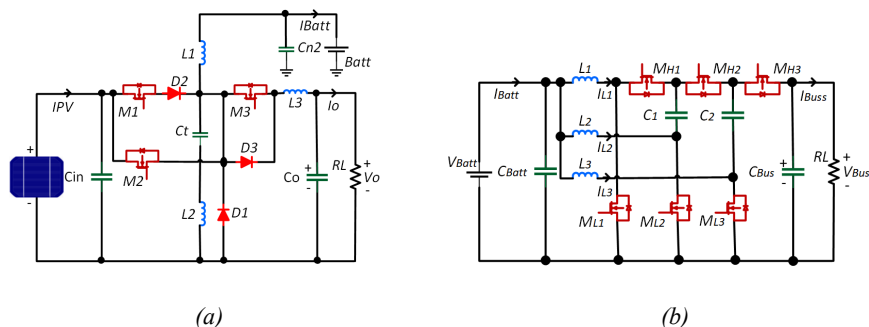 IBatt
L1
Cn2
Batt
D2
IPV
M1
M3
L3
Io
Ct
+
D3
M2
Cin
+
Co
RL
+
Vo
-
L2
D1
-
-
(a)
L1
MH1
MH2
MH3
IBatt
IL1
IBuss
C1
C2
L2
IL2
VBatt
CBatt
L3
IL3
CBus
+
-
RL
+
VBus
-
ML1
ML2
ML3
(b)